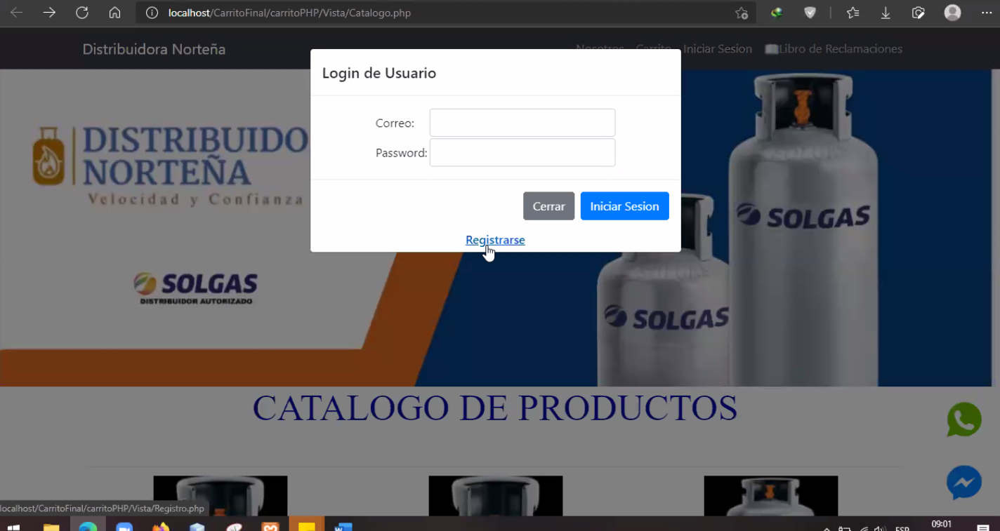 localhost/CarritoFinal/carritoPHP/Vista/Catalogo.php
Distribuidora Norteña
Nosotros Carrito Iniciar Sesion Libro de Reclamaciones
Login de Usuario
Correo:
Password:
Cerrar Iniciar Sesion
Registrarse
DISTRIBUIDO
NORTEÑA
Velocidad y Confianza
SOLGAS
DISTRIBUIDOR AUTORIZADO
SOLGAS
SOLGAS
CATALOGO DE PRODUCTOS
localhost/CarritoFinal/carritoPHP/Vista/Registro.php
ESP
09:01